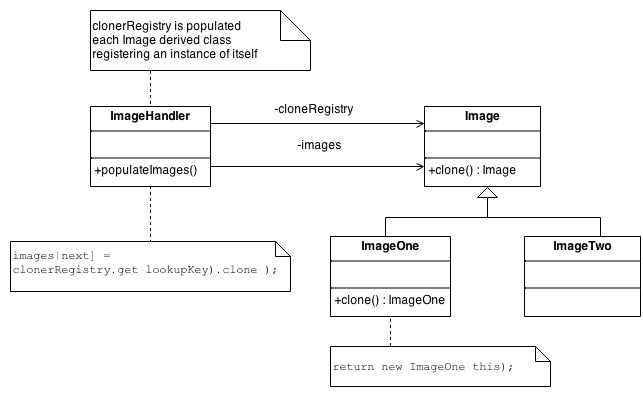 clonerRegistry is populated
each Image derived class
registering an instance of itself
ImageHandler
+populateImages()
-cloneRegistry
-images
Image
+clone() : Image
images[next] =
clonerRegistry.get lookupKey).clone );
ImageOne
+clone() : ImageOne
ImageTwo
return new ImageOne this);